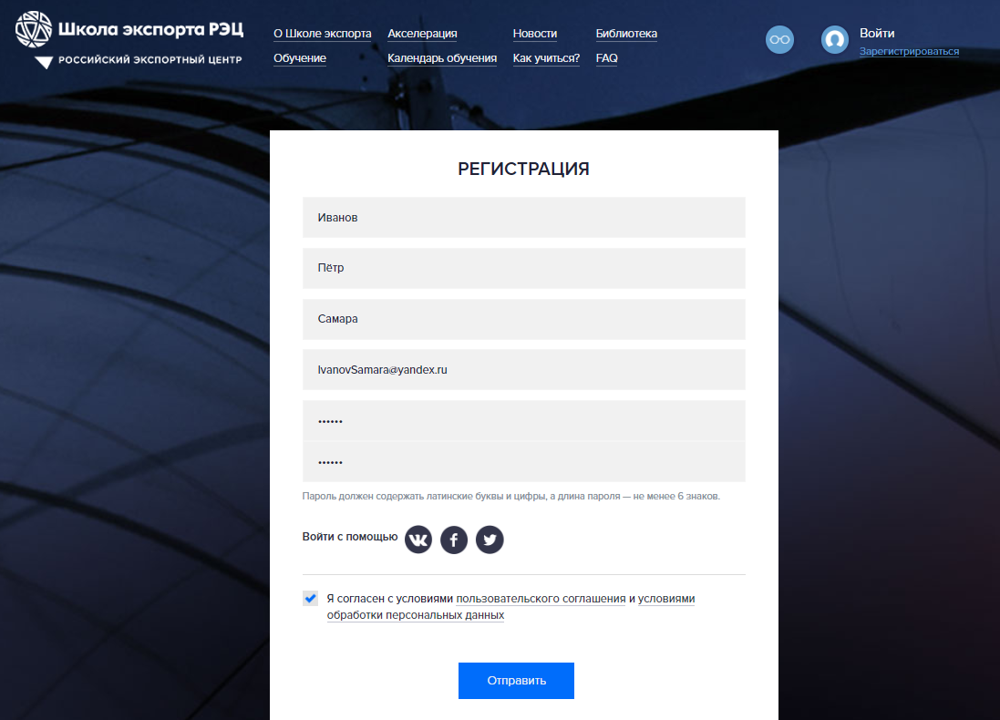 Школа экспорта РЭЦ
РОССИЙСКИЙ ЭКСПОРТНЫЙ ЦЕНТР
О Школе экспорта Акселерация Новости Библиотека
Обучение Календарь обучения Как учиться? FAQ
Войти
Зарегистрироваться
РЕГИСТРАЦИЯ
Иванов
Пётр
Самара
IvanovSamara@yandex.ru
••••••
••••••
Пароль должен содержать латинские буквы и цифры, а длина пароля — не менее 6 знаков.
Войти с помощью
Я согласен с условиями пользовательского соглашения и условиями
обработки персональных данных
Отправить